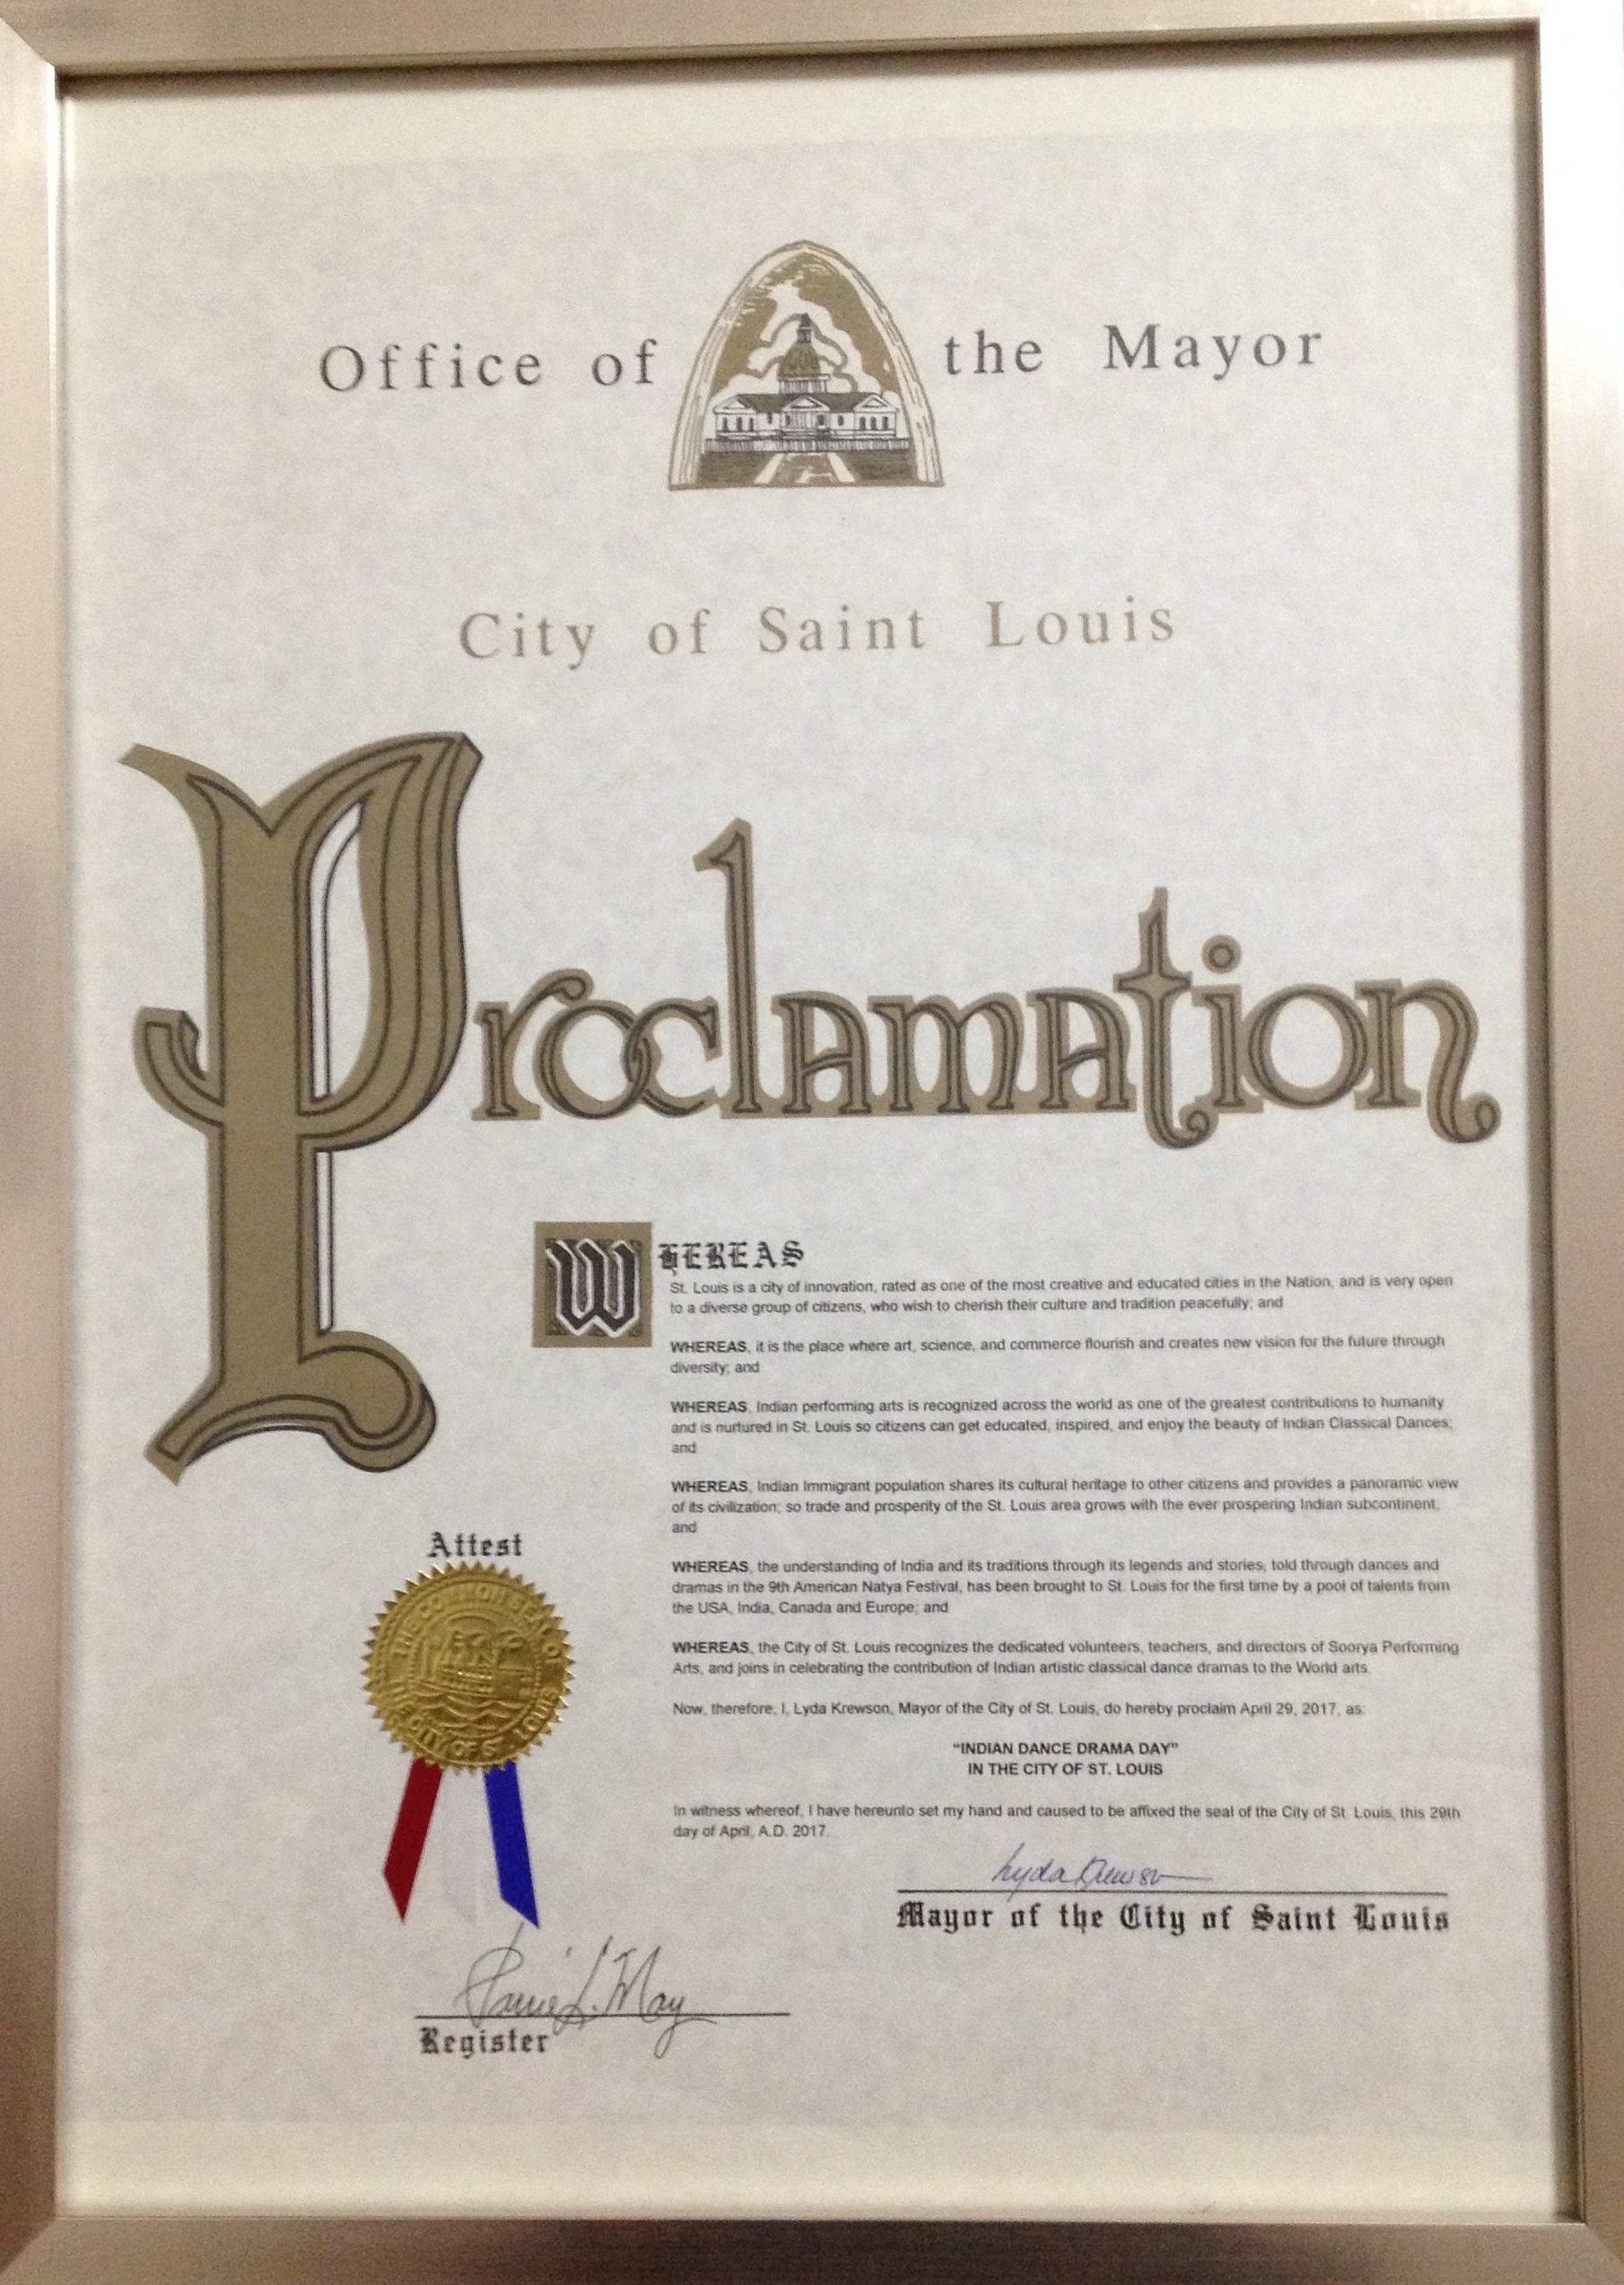 Office of the Mayor
City of Saint Louis
Proclamation
WHEREAS
St. Louis is a city of innovation, rated as one of the most creative and educated cities in the Nation, and is very open
to a diverse group of citizens, who wish to cherish their culture and tradition peacefully; and
WHEREAS, it is the place where art, science, and commerce flourish and creates new vision for the future through
diversity; and
WHEREAS, Indian performing arts is recognized across the world as one of the greatest contributions to humanity
and is nurtured in St. Louis so citizens can get educated, inspired, and enjoy the beauty of Indian Classical Dances;
and
WHEREAS, Indian Immigrant population shares its cultural heritage to other citizens and provides a panoramic view
of its civilization; so trade and prosperity of the St. Louis area grows with the ever prospering Indian subcontinent;
and
WHEREAS, the understanding of India and its traditions through its legends and stories; told through dances and
dramas in the 9th American Natya Festival, has been brought to St. Louis for the first time by a pool of talents from
the USA, India, Canada and Europe; and
WHEREAS, the City of St. Louis recognizes the dedicated volunteers, teachers, and directors of Soorya Performing
Arts, and joins in celebrating the contribution of Indian artistic classical dance dramas to the World arts.
Now, therefore, I, Lyda Krewson, Mayor of the City of St. Louis, do hereby proclaim April 29, 2017, as:
"INDIAN DANCE DRAMA DAY"
IN THE CITY OF ST. LOUIS
In witness whereof, I have hereunto set my hand and caused to be affixed the seal of the City of St. Louis, this 29th
day of April, A.D. 2017.
Lyda Krewson
Mayor of the City of Saint Louis
Attest
THE COMMON SEAL OF
THE CITY OF ST LOUIS
L. May
Register